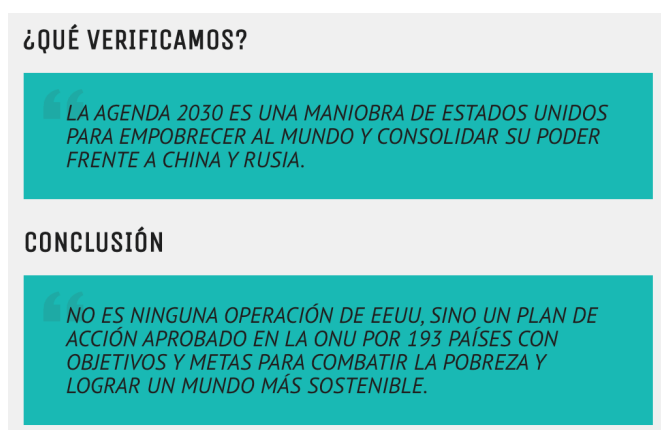 ¿QUÉ VERIFICAMOS?
LA AGENDA 2030 ES UNA MANIOBRA DE ESTADOS UNIDOS
PARA EMPOBRECER AL MUNDO Y CONSOLIDAR SU PODER
FRENTE A CHINA Y RUSIA.
CONCLUSIÓN
NO ES NINGUNA OPERACIÓN DE EEUU, SINO UN PLAN DE
ACCIÓN APROBADO EN LA ONU POR 193 PAÍSES CON
OBJETIVOS Y METAS PARA COMBATIR LA POBREZA Y
LOGRAR UN MUNDO MÁS SOSTENIBLE.